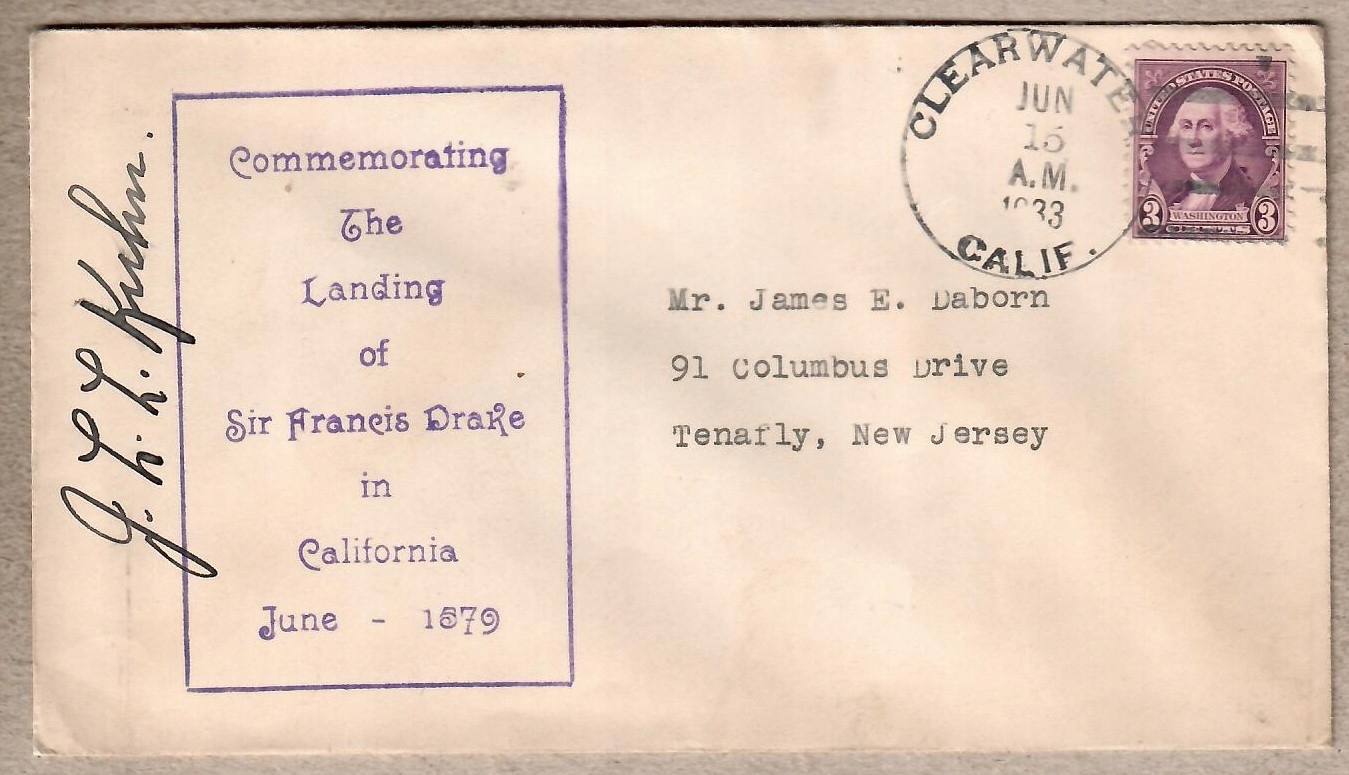 J. L. L. Kuhn.
Commemorating
The
Landing
of
Sir Francis Drake
in
California
June - 1579
CLEARWATER
JUN
15
A.M.
1933
CALIF.
UNITED STATES POSTAGE
3 WASHINGTON 3
CENTS
Mr. James E. Daborn
91 Columbus Drive
Tenafly, New Jersey